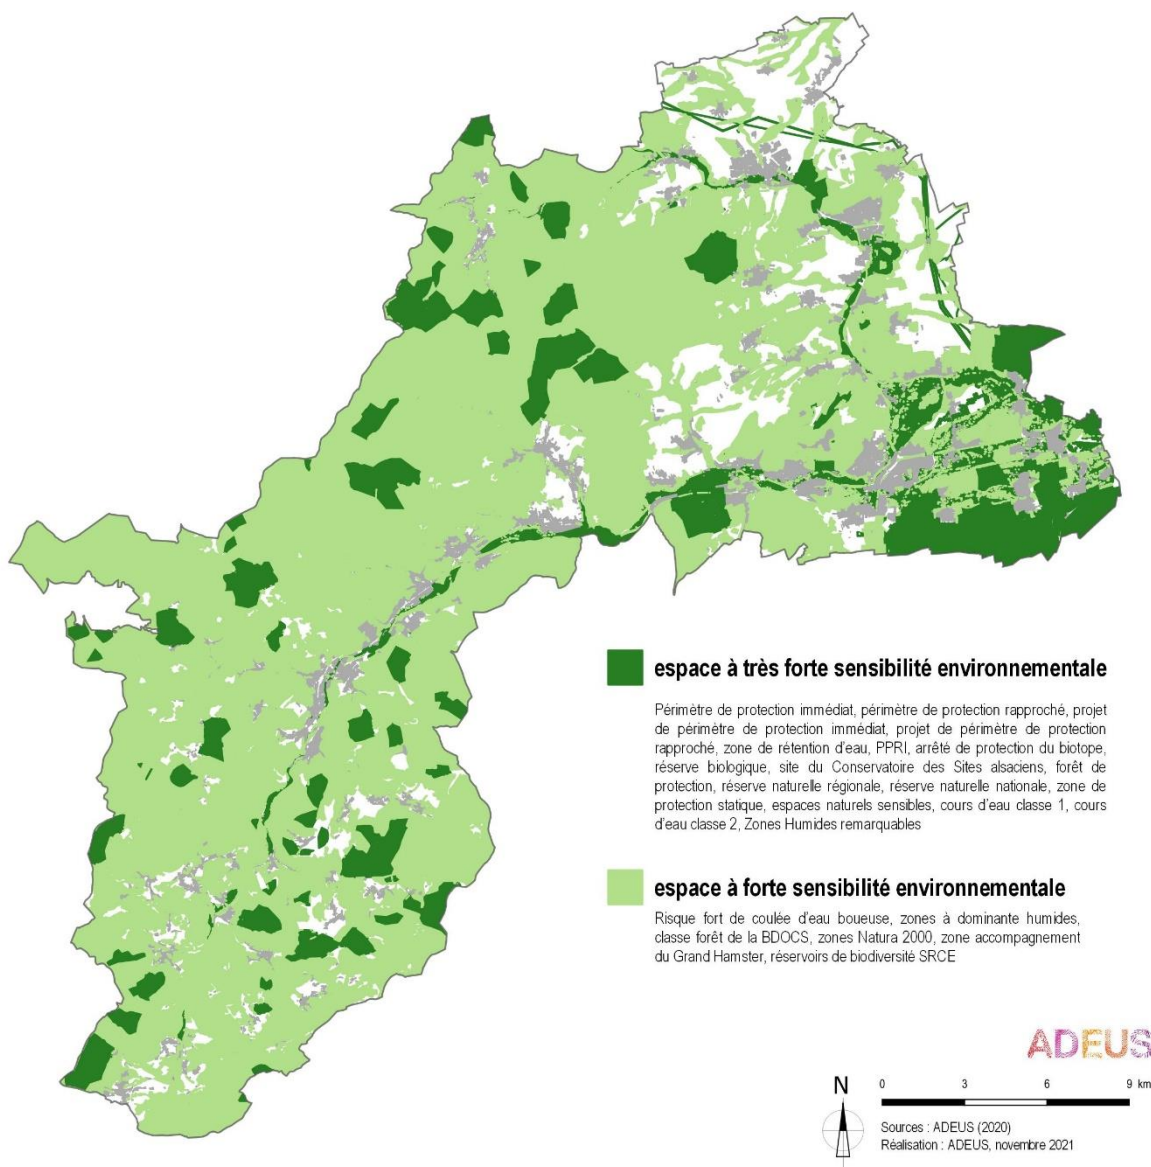 espace à très forte sensibilité environnementale
Périmètre de protection immédiat, périmètre de protection rapproché, projet
de périmètre de protection immédiat, projet de périmètre de protection
rapproché, zone de rétention d'eau, PPRI, arrêté de protection du biotope,
réserve biologique, site du Conservatoire des Sites alsaciens, forêt de
protection, réserve naturelle régionale, réserve naturelle nationale, zone de
protection statique, espaces naturels sensibles, cours d'eau classe 1, cours
d'eau classe 2, Zones Humides remarquables
espace à forte sensibilité environnementale
Risque fort de coulée d'eau boueuse, zones à dominante humides,
classe forêt de la BDOCS, zones Natura 2000, zone accompagnement
du Grand Hamster, réservoirs de biodiversité SRCE
ADEUS
N
0 3 6 9 km
Sources : ADEUS (2020)
Réalisation : ADEUS, novembre 2021